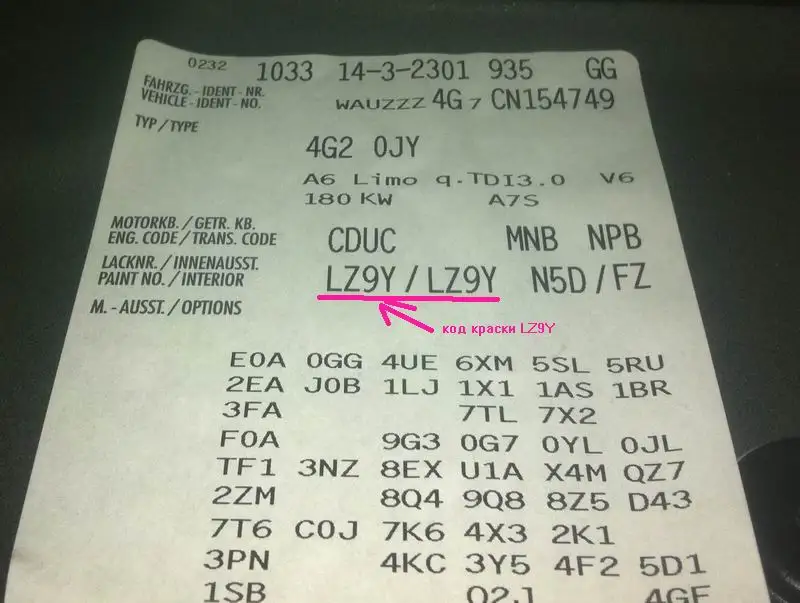 0232 1033 14-3-2301 935 GG
FAHRZG.-IDENT-NR.
VEHICLE-IDENT-NO. WAUZZZ 4G7 CN154749
TYP/TYPE
4G2 0JY
A6 Limo q.TDI3.0 V6
180 KW A7S
MOTORKB./GETR. KB.
ENG. CODE/TRANS. CODE CDUC MNB NPB
LACKNR./INNENAUSST.
PAINT NO./INTERIOR LZ9Y/LZ9Y N5D/FZ
M.-AUSST./OPTIONS
код краски LZ9Y
E0A 0GG 4UE 6XM 5SL 5RU
2EA J0B 1LJ 1X1 1AS 1BR
3FA 7TL 7X2
F0A 9G3 0G7 0YL 0JL
TF1 3NZ 8EX U1A X4M QZ7
2ZM 8Q4 9Q8 8Z5 D43
7T6 C0J 7K6 4X3 2K1
3PN 4KC 3Y5 4F2 5D1
1SB